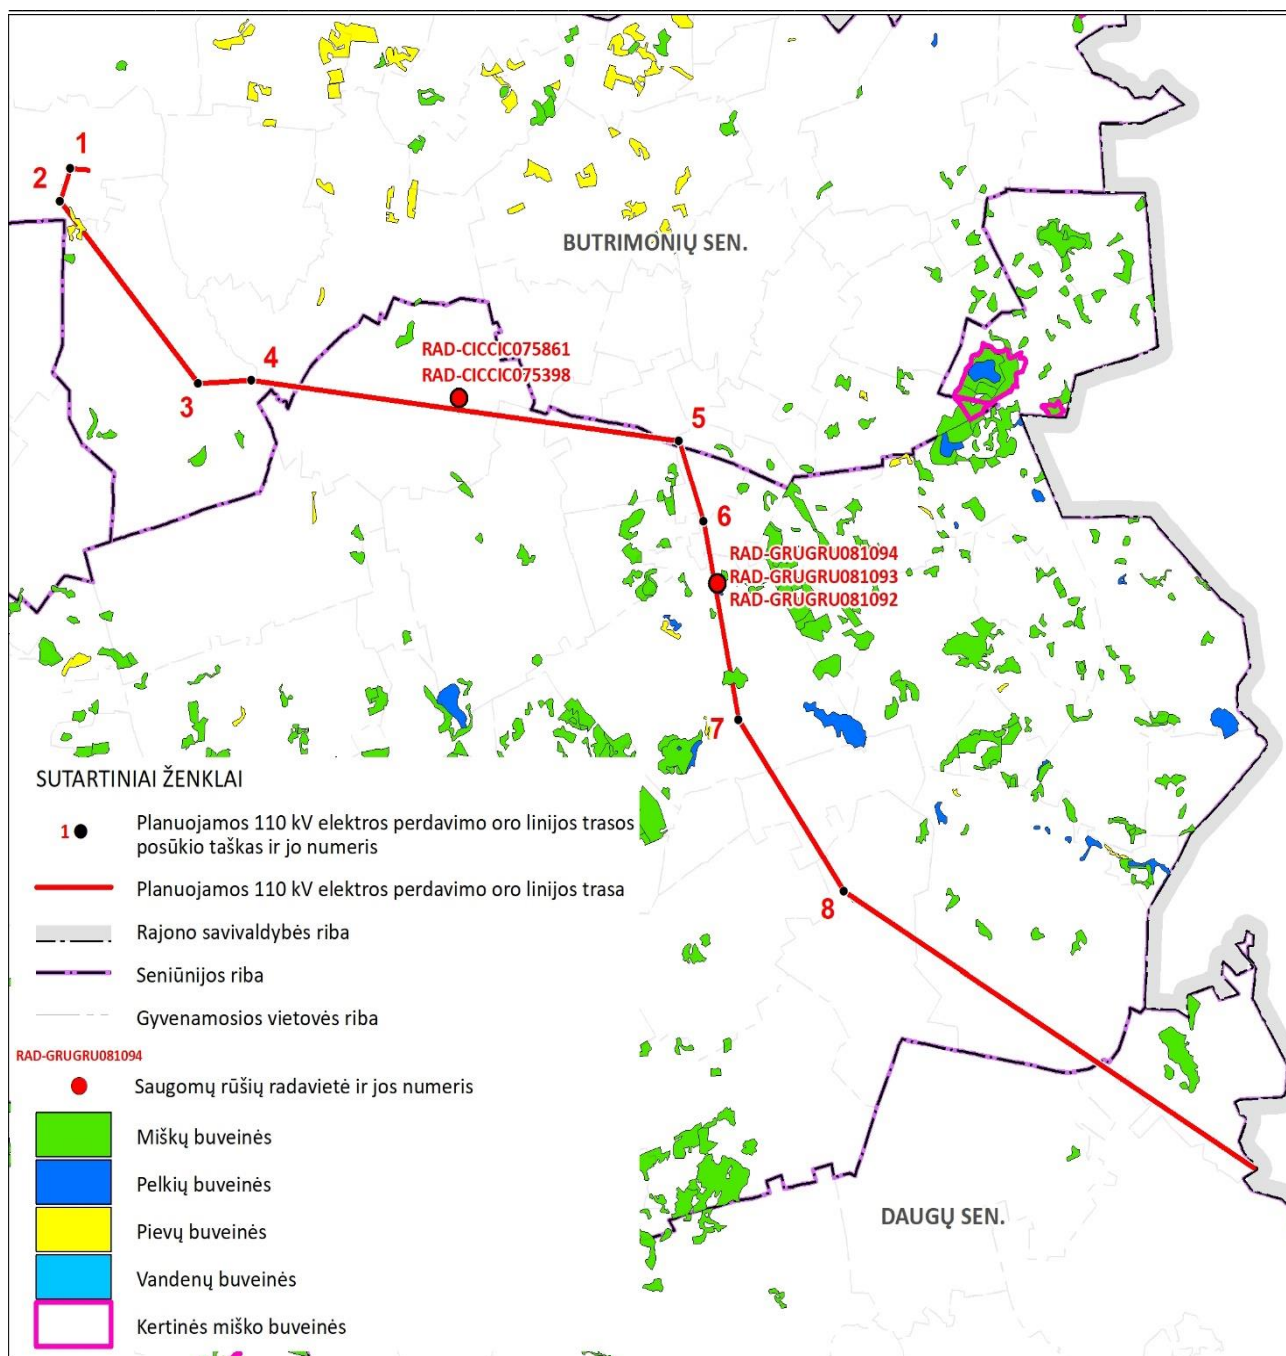 1
2
BUTRIMONIŲ SEN.
RAD-CICCIC075861
RAD-CICCIC075398
3
4
5
6
RAD-GRUGRU081094
RAD-GRUGRU081093
RAD-GRUGRU081092
7
8
DAUGŲ SEN.
SUTARTINIAI ŽENKLAI
1 Planuojamos 110 kV elektros perdavimo oro linijos trasos
posūkio taškas ir jo numeris
Planuojamos 110 kV elektros perdavimo oro linijos trasa
Rajono savivaldybės riba
Seniūnijos riba
Gyvenamosios vietovės riba
RAD-GRUGRU081094
Saugomų rūšių radavietė ir jos numeris
Miškų buveinės
Pelkių buveinės
Pievų buveinės
Vandenų buveinės
Kertinės miško buveinės